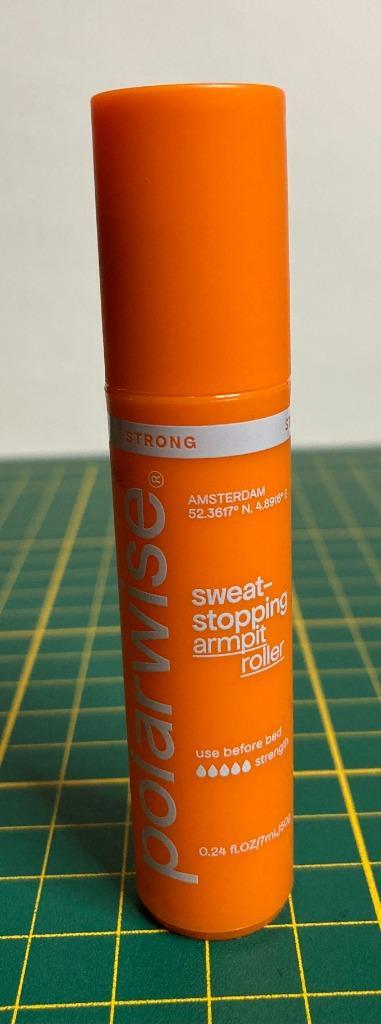 STRONG
polarwise®
AMSTERDAM
52.3617° N, 4.8916° E
sweat-
stopping
armpit
roller
use before bed
strength
0.24 fl.OZ/7mL/